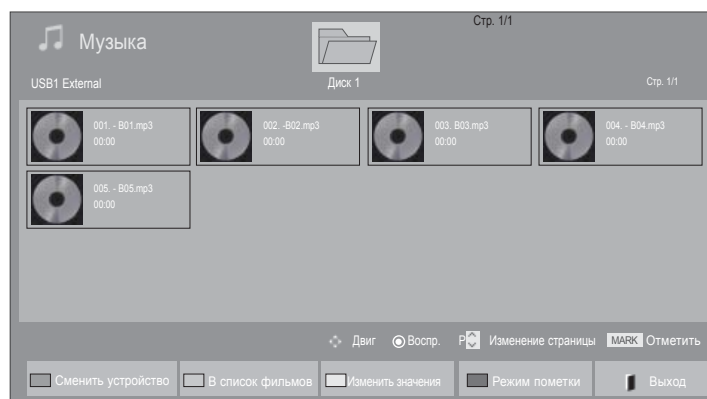 Стр. 1/1
Музыка
USB1 External
Диск 1
Стр. 1/1
001. - B01.mp3
00:00
002. -B02.mp3
00:00
003. B03.mp3
00:00
004. - B04.mp3
00:00
005. - B05.mp3
00:00
Двиг Воспр. P Изменение страницы MARK Отметить
Сменить устройство В список фильмов Изменить значения Режим пометки Выход